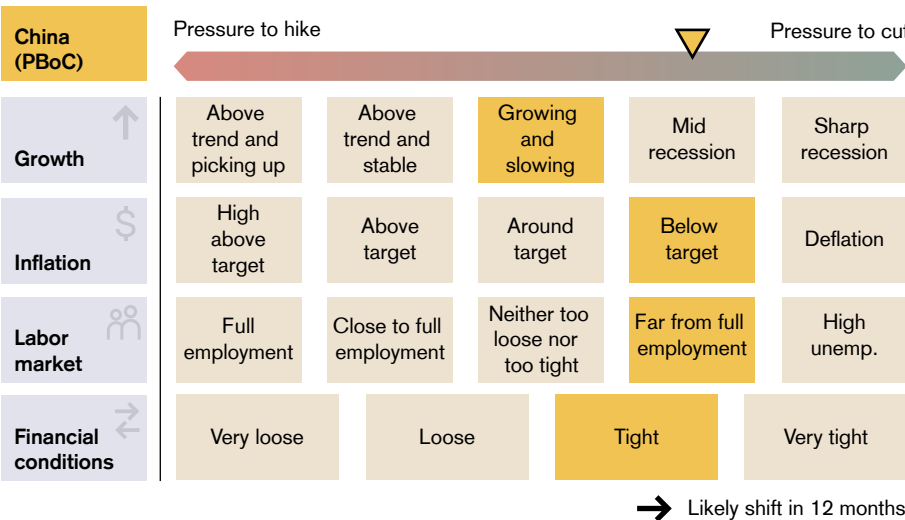 China
(PBoC)
Pressure to hike
Pressure to cut
Growth
Above
trend and
picking up
Above
trend and
stable
Growing
and
slowing
Mid
recession
Sharp
recession
Inflation
$
High
above
target
Above
target
Around
target
Below
target
Deflation
Labor
market
Full
employment
Close to full
employment
Neither too
loose nor
too tight
Far from full
employment
High
unemp.
Financial
conditions
Very loose
Loose
Tight
Very tight
Likely shift in 12 months